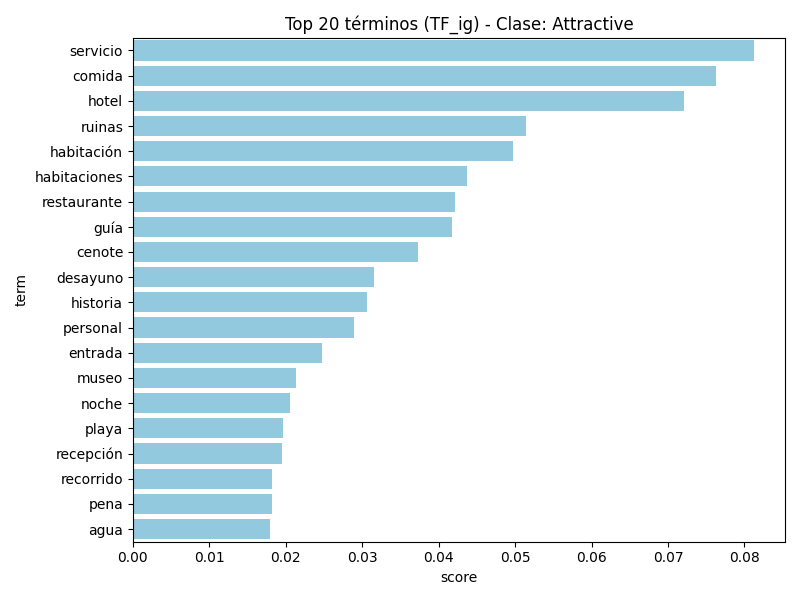 Top 20 términos (TF_ig) - Clase: Attractive
servicio
comida
hotel
ruinas
habitación
habitaciones
restaurante
guía
cenote
desayuno
historia
personal
entrada
museo
noche
playa
recepción
recorrido
pena
agua
term
0.00 0.01 0.02 0.03 0.04 0.05 0.06 0.07 0.08
score